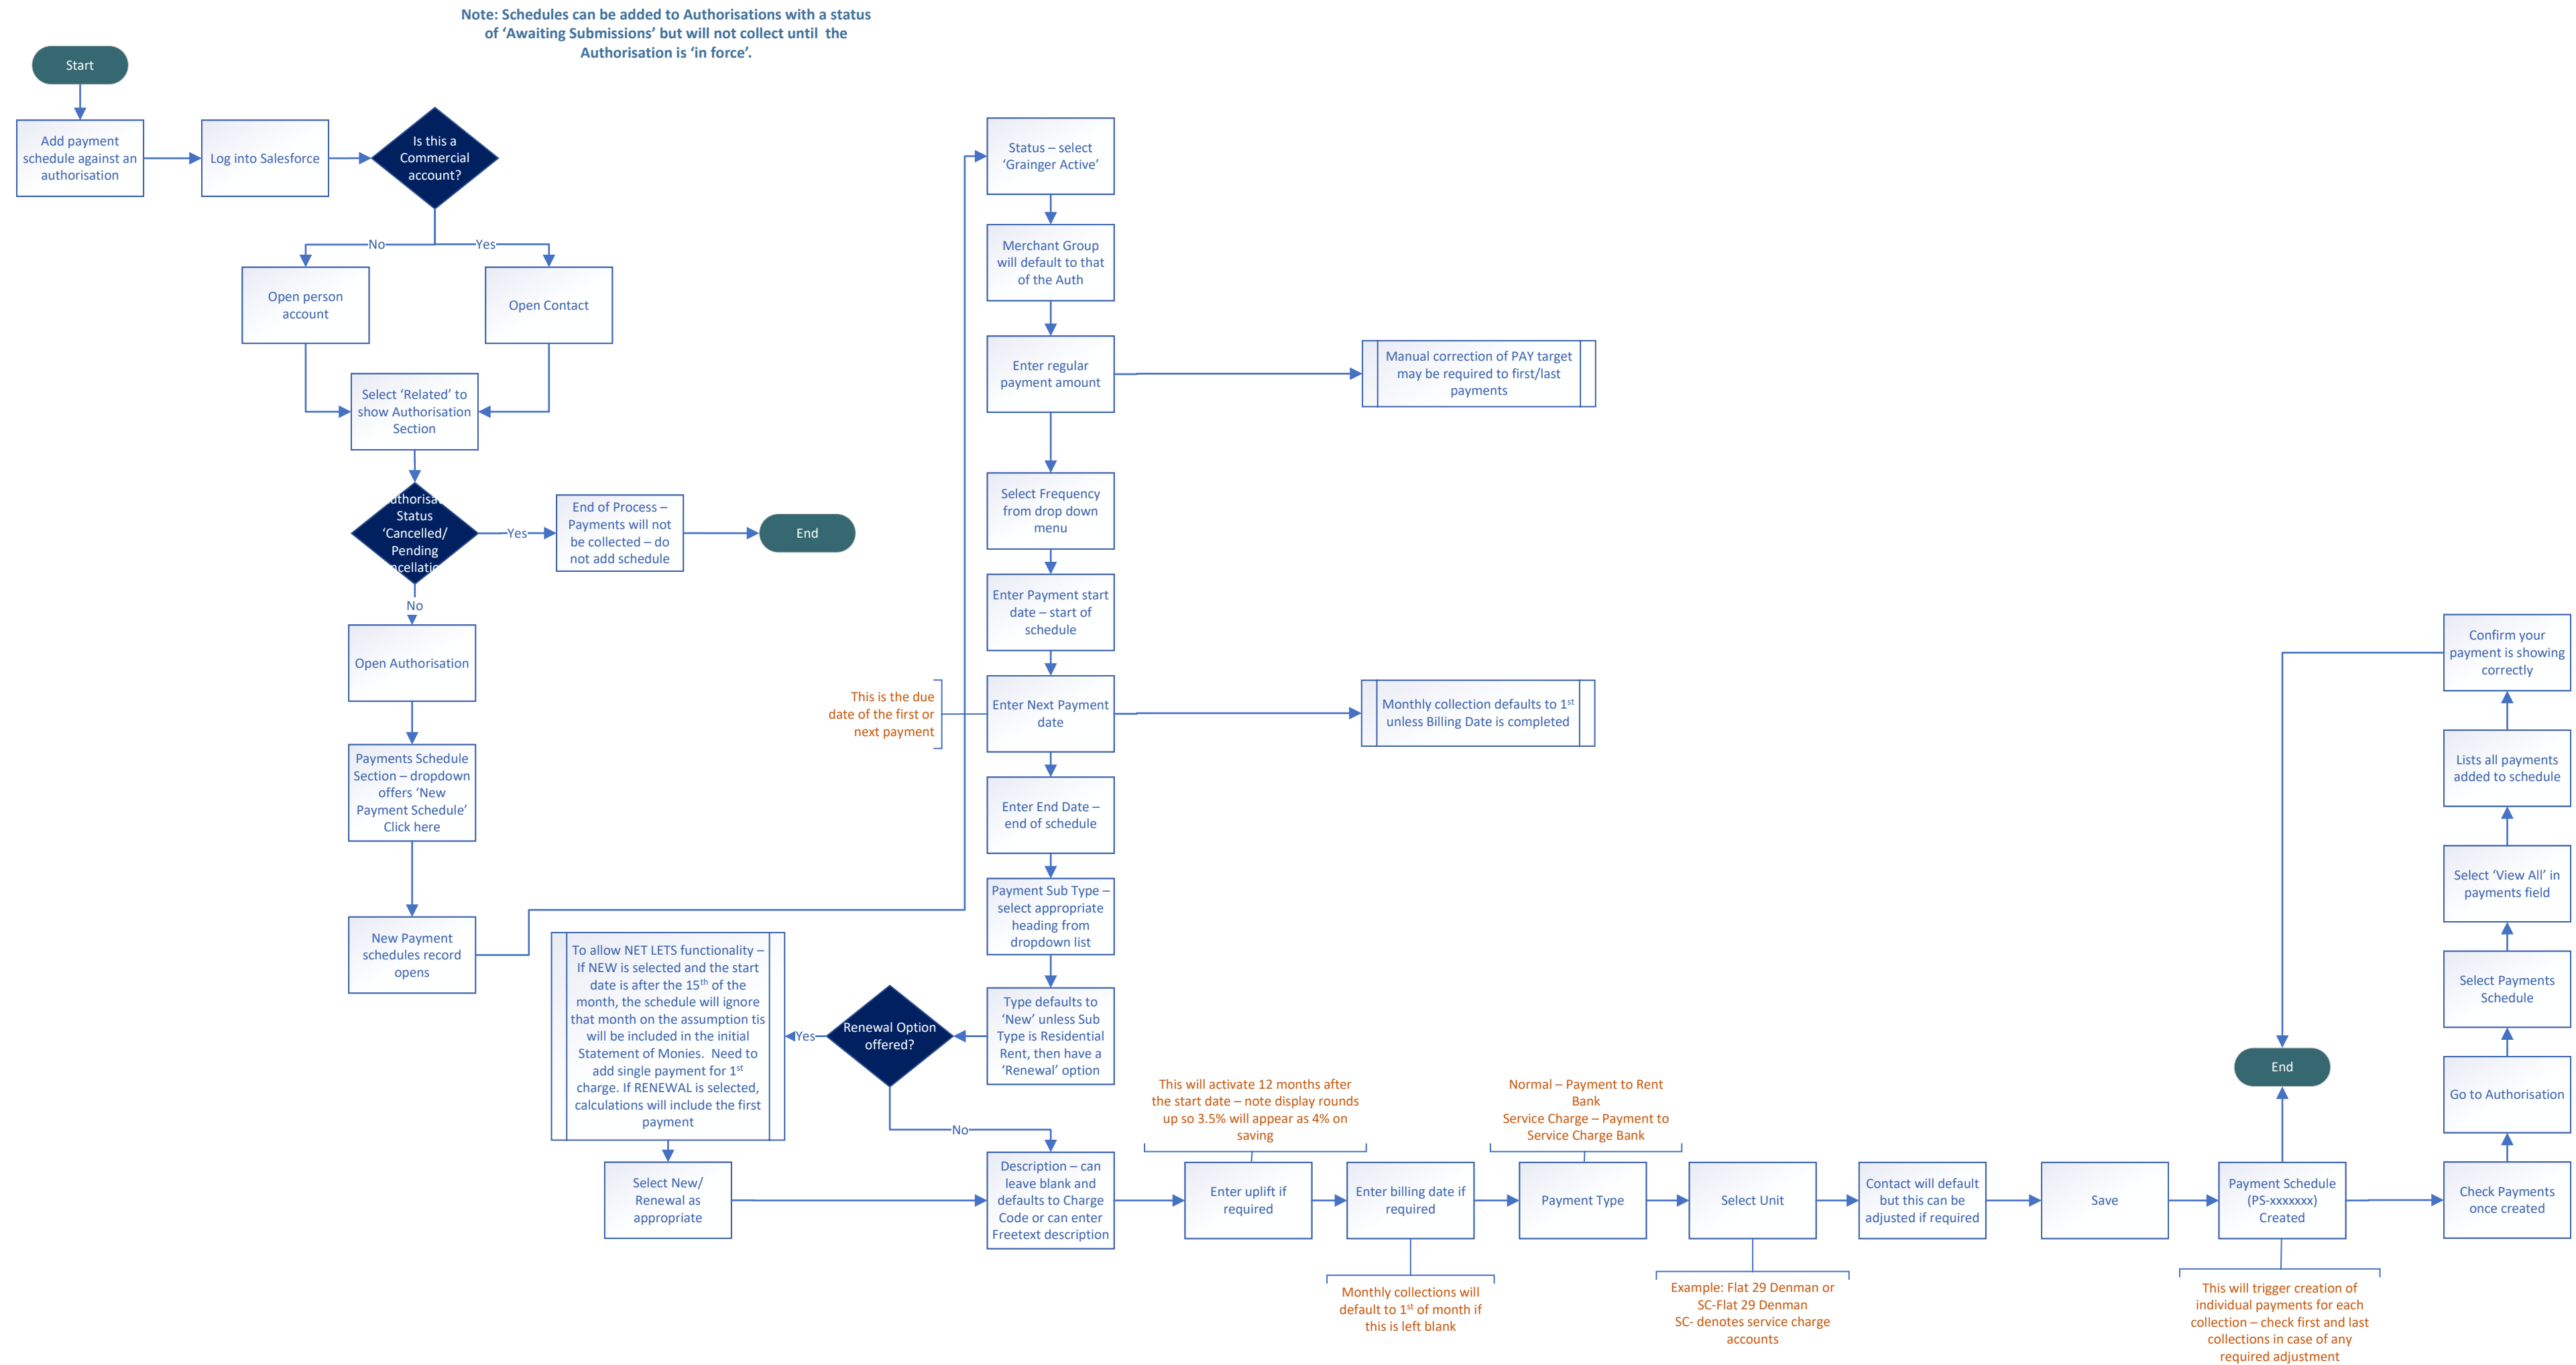 Note: Schedules can be added to Authorisations with a status
of ‘Awaiting Submissions’ but will not collect until the
Authorisation is ‘in force’.
Start
Add payment
schedule against an
authorisation
Log into Salesforce
Is this a
Commercial
account?
No
Yes
Open person
account
Open Contact
Select ‘Related’ to
show Authorisation
Section
Status
‘Cancelled/
Pending
Yes
End of Process –
Payments will not
be collected – do
not add schedule
End
No
Open Authorisation
Payments Schedule
Section – dropdown
offers ‘New
Payment Schedule’
Click here
New Payment
schedules record
opens
Status – select
‘Grainger Active’
Merchant Group
will default to that
of the Auth
Enter regular
payment amount
Manual correction of PAY target
may be required to first/last
payments
Select Frequency
from drop down
menu
Enter Payment start
date – start of
schedule
This is the due
date of the first or
next payment
Enter Next Payment
date
Monthly collection defaults to 1st
unless Billing Date is completed
Enter End Date –
end of schedule
Payment Sub Type –
select appropriate
heading from
dropdown list
Type defaults to
‘New’ unless Sub
Type is Residential
Rent, then have a
‘Renewal’ option
Renewal Option
offered?
Yes
To allow NET LETS functionality –
If NEW is selected and the start
date is after the 15th of the
month, the schedule will ignore
that month on the assumption tis
will be included in the initial
Statement of Monies. Need to
add single payment for 1st
charge. If RENEWAL is selected,
calculations will include the first
payment
No
Select New/
Renewal as
appropriate
Description – can
leave blank and
defaults to Charge
Code or can enter
Freetext description
This will activate 12 months after
the start date – note display rounds
up so 3.5% will appear as 4% on
saving
Enter uplift if
required
Enter billing date if
required
Monthly collections will
default to 1st of month if
this is left blank
Normal – Payment to Rent
Bank
Service Charge – Payment to
Service Charge Bank
Payment Type
Select Unit
Example: Flat 29 Denman or
SC-Flat 29 Denman
SC- denotes service charge
accounts
Contact will default
but this can be
adjusted if required
Save
Payment Schedule
(PS-xxxxxxx)
Created
This will trigger creation of
individual payments for each
collection – check first and last
collections in case of any
required adjustment
End
Check Payments
once created
Go to Authorisation
Select Payments
Schedule
Select ‘View All’ in
payments field
Lists all payments
added to schedule
Confirm your
payment is showing
correctly